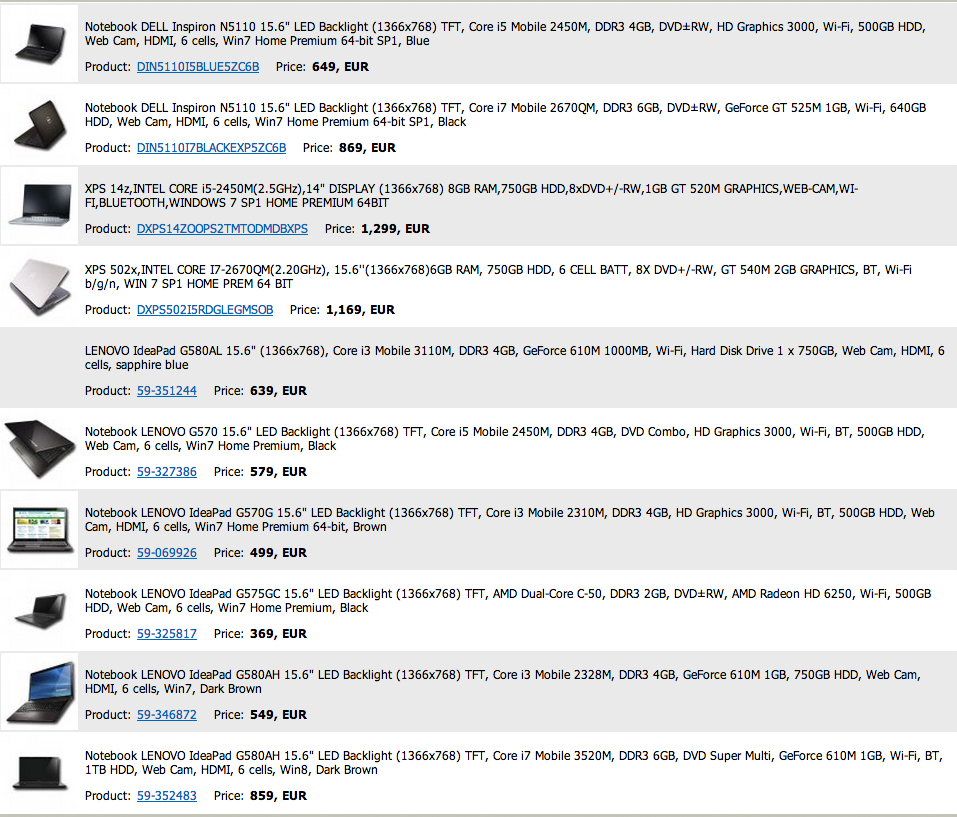 Notebook DELL Inspiron N5110 15.6" LED Backlight (1366x768) TFT, Core i5 Mobile 2450M, DDR3 4GB, DVD±RW, HD Graphics 3000, Wi-Fi, 500GB HDD,
Web Cam, HDMI, 6 cells, Win7 Home Premium 64-bit SP1, Blue
Product: DIN5110I5BLUE5ZC6B Price: 649, EUR
Notebook DELL Inspiron N5110 15.6" LED Backlight (1366x768) TFT, Core i7 Mobile 2670QM, DDR3 6GB, DVD±RW, GeForce GT 525M 1GB, Wi-Fi, 640GB
HDD, Web Cam, HDMI, 6 cells, Win7 Home Premium 64-bit SP1, Black
Product: DIN5110I7BLACKEXP5ZC6B Price: 869, EUR
XPS 14z,INTEL CORE i5-2450M(2.5GHz),14" DISPLAY (1366x768) 8GB RAM,750GB HDD,8xDVD+/-RW,1GB GT 520M GRAPHICS,WEB-CAM,WI-
FI,BLUETOOTH,WINDOWS 7 SP1 HOME PREMIUM 64BIT
Product: DXPS14ZOOPS2TMTODMDBXPS Price: 1,299, EUR
XPS 502x,INTEL CORE I7-2670QM(2.20GHz), 15.6''(1366x768)6GB RAM, 750GB HDD, 6 CELL BATT, 8X DVD+/-RW, GT 540M 2GB GRAPHICS, BT, Wi-Fi
b/g/n, WIN 7 SP1 HOME PREM 64 BIT
Product: DXPS502I5RDGLEGMSOB Price: 1,169, EUR
LENOVO IdeaPad G580AL 15.6" (1366x768), Core i3 Mobile 3110M, DDR3 4GB, GeForce 610M 1000MB, Wi-Fi, Hard Disk Drive 1 x 750GB, Web Cam, HDMI, 6
cells, sapphire blue
Product: 59-351244 Price: 639, EUR
Notebook LENOVO G570 15.6" LED Backlight (1366x768) TFT, Core i5 Mobile 2450M, DDR3 4GB, DVD Combo, HD Graphics 3000, Wi-Fi, BT, 500GB HDD,
Web Cam, 6 cells, Win7 Home Premium, Black
Product: 59-327386 Price: 579, EUR
Notebook LENOVO IdeaPad G570G 15.6" LED Backlight (1366x768) TFT, Core i3 Mobile 2310M, DDR3 4GB, HD Graphics 3000, Wi-Fi, BT, 500GB HDD, Web
Cam, HDMI, 6 cells, Win7 Home Premium 64-bit, Brown
Product: 59-069926 Price: 499, EUR
Notebook LENOVO IdeaPad G575GC 15.6" LED Backlight (1366x768) TFT, AMD Dual-Core C-50, DDR3 2GB, DVD±RW, AMD Radeon HD 6250, Wi-Fi, 500GB
HDD, Web Cam, 6 cells, Win7 Home Premium, Black
Product: 59-325817 Price: 369, EUR
Notebook LENOVO IdeaPad G580AH 15.6" LED Backlight (1366x768) TFT, Core i3 Mobile 2328M, DDR3 4GB, GeForce 610M 1GB, 750GB HDD, Web Cam,
HDMI, 6 cells, Win7, Dark Brown
Product: 59-346872 Price: 549, EUR
Notebook LENOVO IdeaPad G580AH 15.6" LED Backlight (1366x768) TFT, Core i7 Mobile 3520M, DDR3 6GB, DVD Super Multi, GeForce 610M 1GB, Wi-Fi, BT,
1TB HDD, Web Cam, HDMI, 6 cells, Win8, Dark Brown
Product: 59-352483 Price: 859, EUR